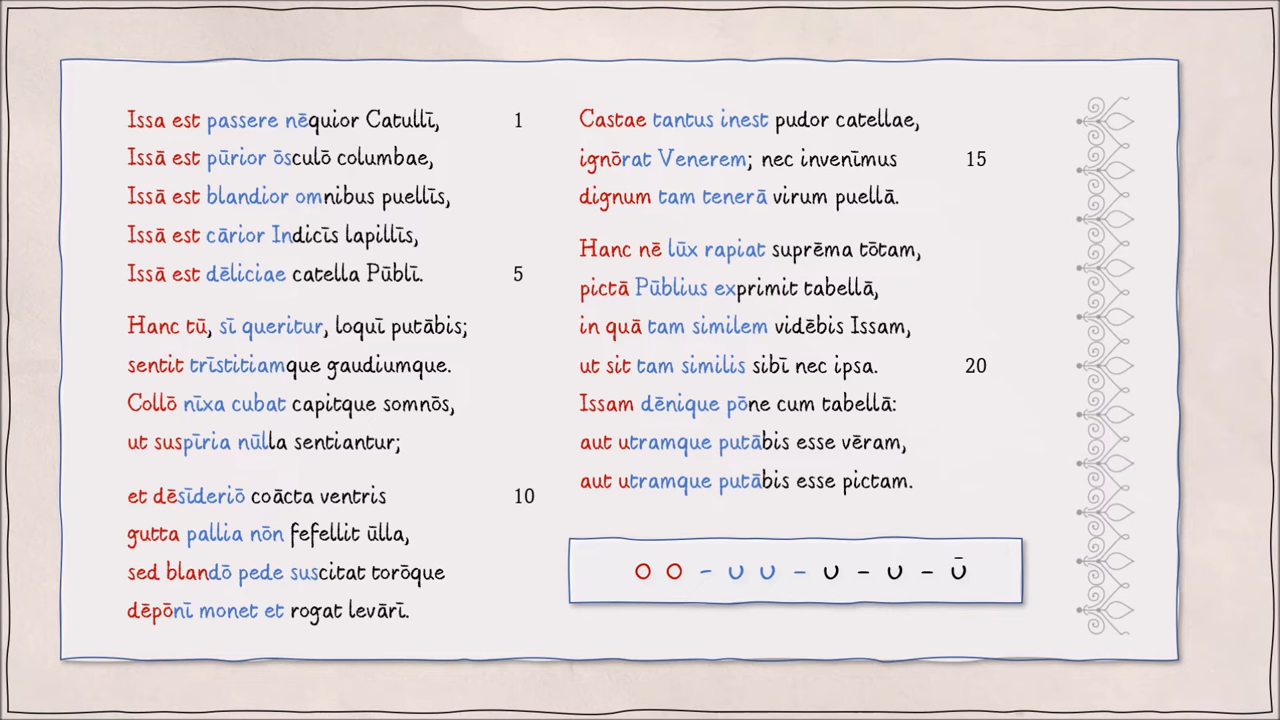 Issa est passere nēquior Catullī,
1
Issā est pūrior ōsculō columbae,
Issā est blandior omnibus puellīs,
Issā est cārior Indicīs lapillīs,
Issā est dēliciae catella Pūblī.
5
Hanc tū, sī queritur, loquī putābis;
sentit trīstitiamque gaudiumque.
Collō nīxa cubat capitque somnōs,
ut suspīria nūlla sentiantur;
et dēsīderiō coācta ventris
10
gutta pallia nōn fefellit ūlla,
sed blandō pede suscitat torōque
dēpōnī monet et rogat levārī.
Castae tantus inest pudor catellae,
ignōrat Venerem; nec invenīmus
15
dignum tam tenerā virum puellā.
Hanc nē lūx rapiat suprēma tōtam,
pictā Pūblius exprimit tabellā,
in quā tam similem vidēbis Issam,
ut sit tam similis sibī nec ipsa.
20
Issam dēnique pōne cum tabellā:
aut utramque putābis esse vēram,
aut utramque putābis esse pictam.
○ ○ – ∪ ∪ – ∪ – ∪ – ∪̄